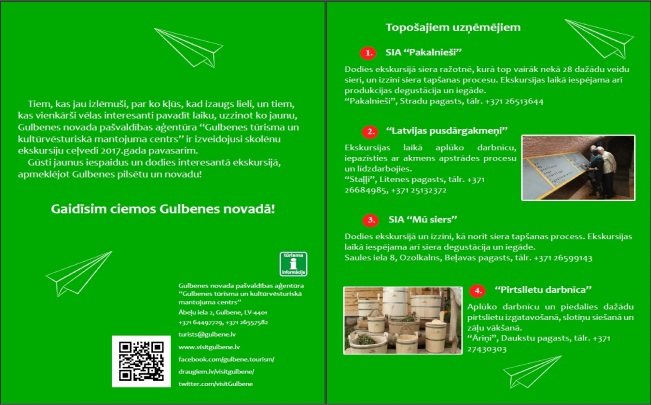 Tiem, kas jau izlēmuši, par ko kļūs, kad izaugs lieli, un tiem,
kas vienkārši vēlas interesanti pavadīt laiku, uzzinot ko jaunu,
Gulbenes novada pašvaldības aģentūra "Gulbenes tūrisma un
kultūrvēsturiskā mantojuma centrs" ir izveidojusi skolēnu
ekskursiju ceļvedi 2017.gada pavasarim.
Gūsti jaunus iespaidus un dodies interesantā ekskursijā,
apmeklējot Gulbenes pilsētu un novadu!
Gaidīsim ciemos Gulbenes novadā!
tūrisma
informācija
Gulbenes novada pašvaldības aģentūra
"Gulbenes tūrisma un kultūrvēsturiskā
mantojuma centrs"
Ābeļu iela 2, Gulbene, LV-4401
+371 64497729, +371 26557582
turists@gulbene.lv
www.visitgulbene.lv
facebook.com/gulbene.tourism/
draugiem.lv/visitgulbene/
twitter.com/visitGulbene
Topošajiem uzņēmējiem
1. SIA "Pakalnieši"
Dodies ekskursijā siera ražotnē, kurā top vairāk nekā 28 dažādu veidu
sieri, un izzini siera tapšanas procesu. Ekskursijas laikā iespējama arī
produkcijas degustācija un iegāde.
"Pakalnieši", Stradu pagasts, tālr. +371 26513644
2. "Latvijas pusdārgakmeņi"
Ekskursijas laikā aplūko darbnīcu,
iepazīsties ar akmens apstrādes procesu
un līdzdarbojies.
"Staļļi", Litenes pagasts, tālr. +371
26684985, +371 25132372
3. SIA "Mū siers"
Dodies ekskursijā un izzini, kā norit siera tapšanas process. Ekskursijas
laikā iespējama arī siera degustācija un iegāde.
Saules iela 8, Ozolkalns, Beļavas pagasts, tālr. +371 26599143
4. "Pirtslietu darbnīca"
Aplūko darbnīcu un piedalies dažādu
pirtslietu izgatavošanā, slotiņu siešanā un
zāļu vākšanā.
"Āriņi", Daukstu pagasts, tālr. +371
27430303